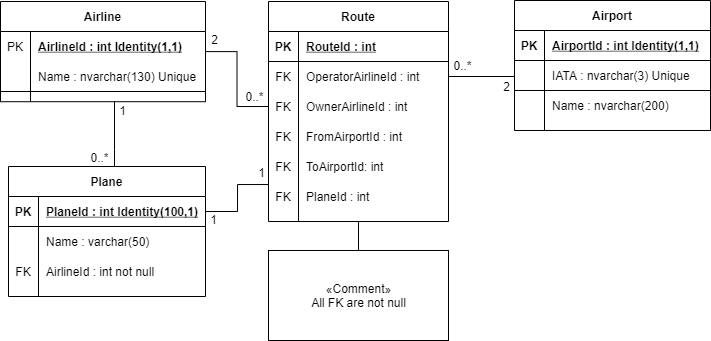 Airline
PK AirlineId : int Identity(1,1)
Name : nvarchar(130) Unique
2
0..*
1
0..*
Route
PK RouteId : int
FK OperatorAirlineId : int
FK OwnerAirlineId : int
FK FromAirportId : int
FK ToAirportId: int
FK PlaneId : int
0..*
2
Airport
PK AirportId : int Identity(1,1)
IATA : nvarchar(3) Unique
Name : nvarchar(200)
Plane
PK PlaneId : int Identity(100,1)
Name : varchar(50)
FK AirlineId : int not null
1
1
«Comment»
All FK are not null